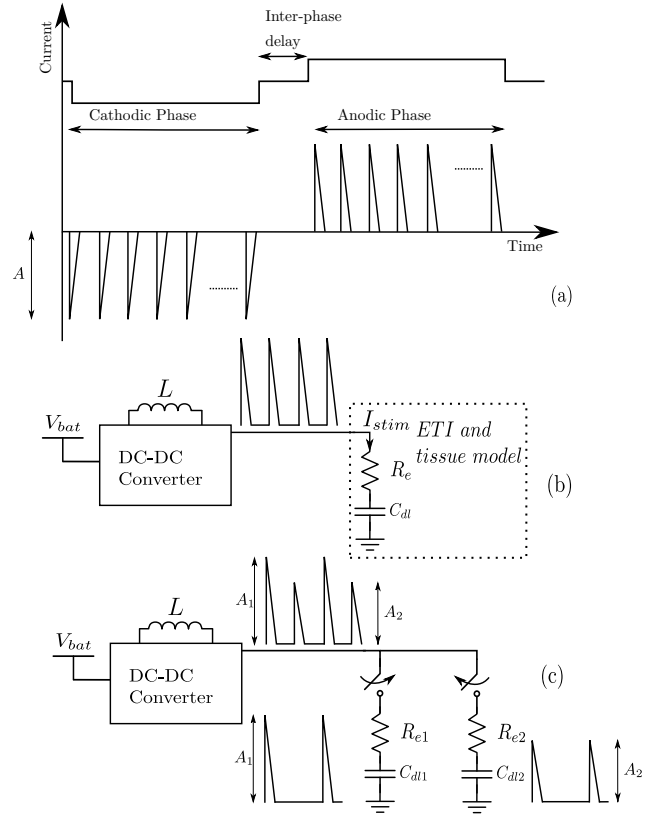 Inter-phase
delay
Current
Cathodic Phase
Anodic Phase
Time
A
(a)
L
V_bat
DC-DC
Converter
I_stim
ETI and
tissue model
R_e
C_dl
(b)
A_1
A_2
L
V_bat
DC-DC
Converter
(c)
A_1
R_e1
R_e2
C_dl1
C_dl2
A_2